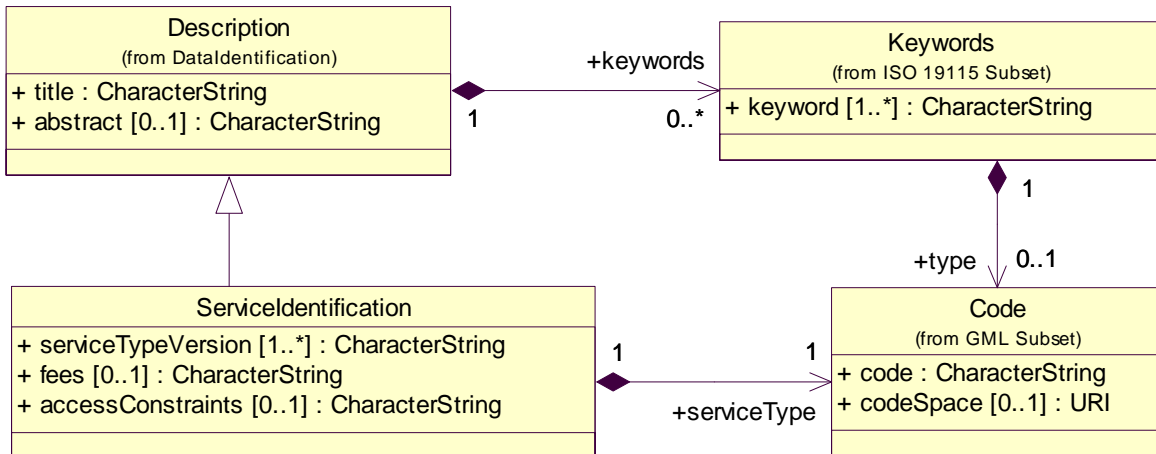 Description
(from DataIdentification)
+ title : CharacterString
+ abstract [0..1] : CharacterString
1
+keywords
0..*
Keywords
(from ISO 19115 Subset)
+ keyword [1..*] : CharacterString
1
+type
0..1
ServiceIdentification
+ serviceTypeVersion [1..*] : CharacterString
+ fees [0..1] : CharacterString
+ accessConstraints [0..1] : CharacterString
1
1
+serviceType
Code
(from GML Subset)
+ code : CharacterString
+ codeSpace [0..1] : URI